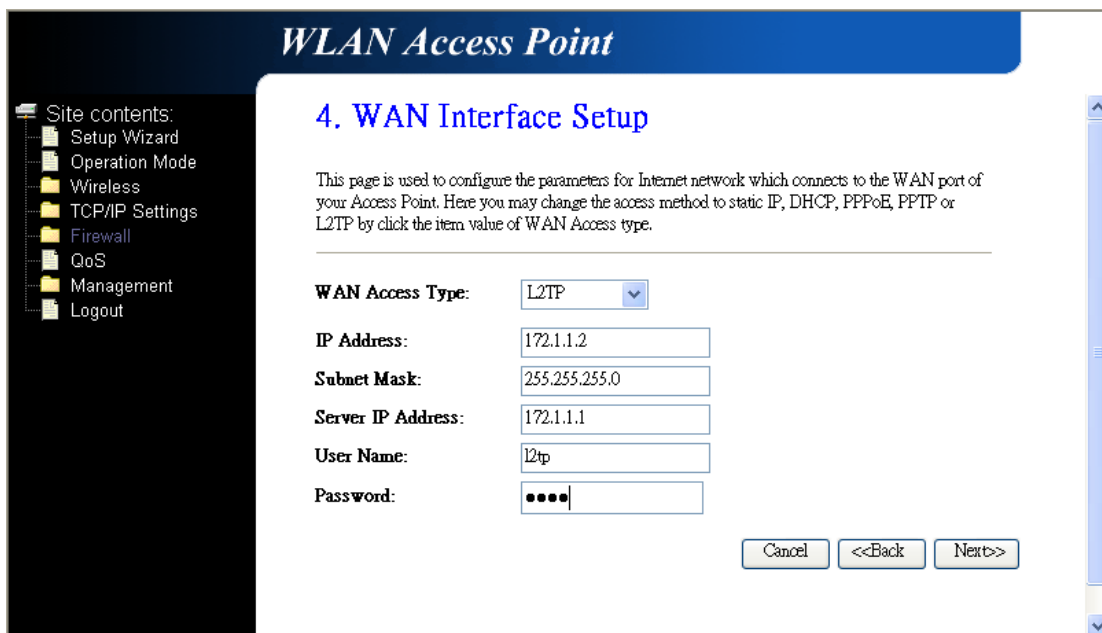 WLAN Access Point
Site contents:
Setup Wizard
Operation Mode
Wireless
TCP/IP Settings
Firewall
QoS
Management
Logout
4. WAN Interface Setup
This page is used to configure the parameters for Internet network which connects to the WAN port of
your Access Point. Here you may change the access method to static IP, DHCP, PPPoE, PPTP or
L2TP by click the item value of WAN Access type.
WAN Access Type: L2TP
IP Address: 172.1.1.2
Subnet Mask: 255.255.255.0
Server IP Address: 172.1.1.1
User Name: l2tp
Password: ●●●●
Cancel <<Back Next>>